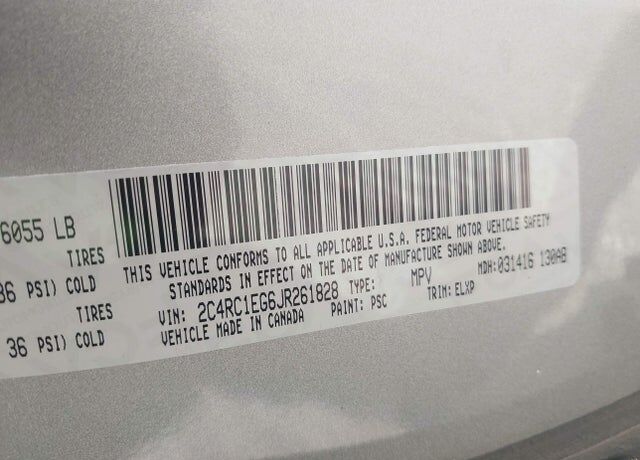 6055 LB
TIRES
36 PSI) COLD
TIRES
36 PSI) COLD
THIS VEHICLE CONFORMS TO ALL APPLICABLE U.S.A. FEDERAL MOTOR VEHICLE SAFETY
STANDARDS IN EFFECT ON THE DATE OF MANUFACTURE SHOWN ABOVE.
VIN: 2C4RC1EG6JR261828 TYPE: MPV MDH:031416 130AB
VEHICLE MADE IN CANADA PAINT: PSC TRIM: ELXP